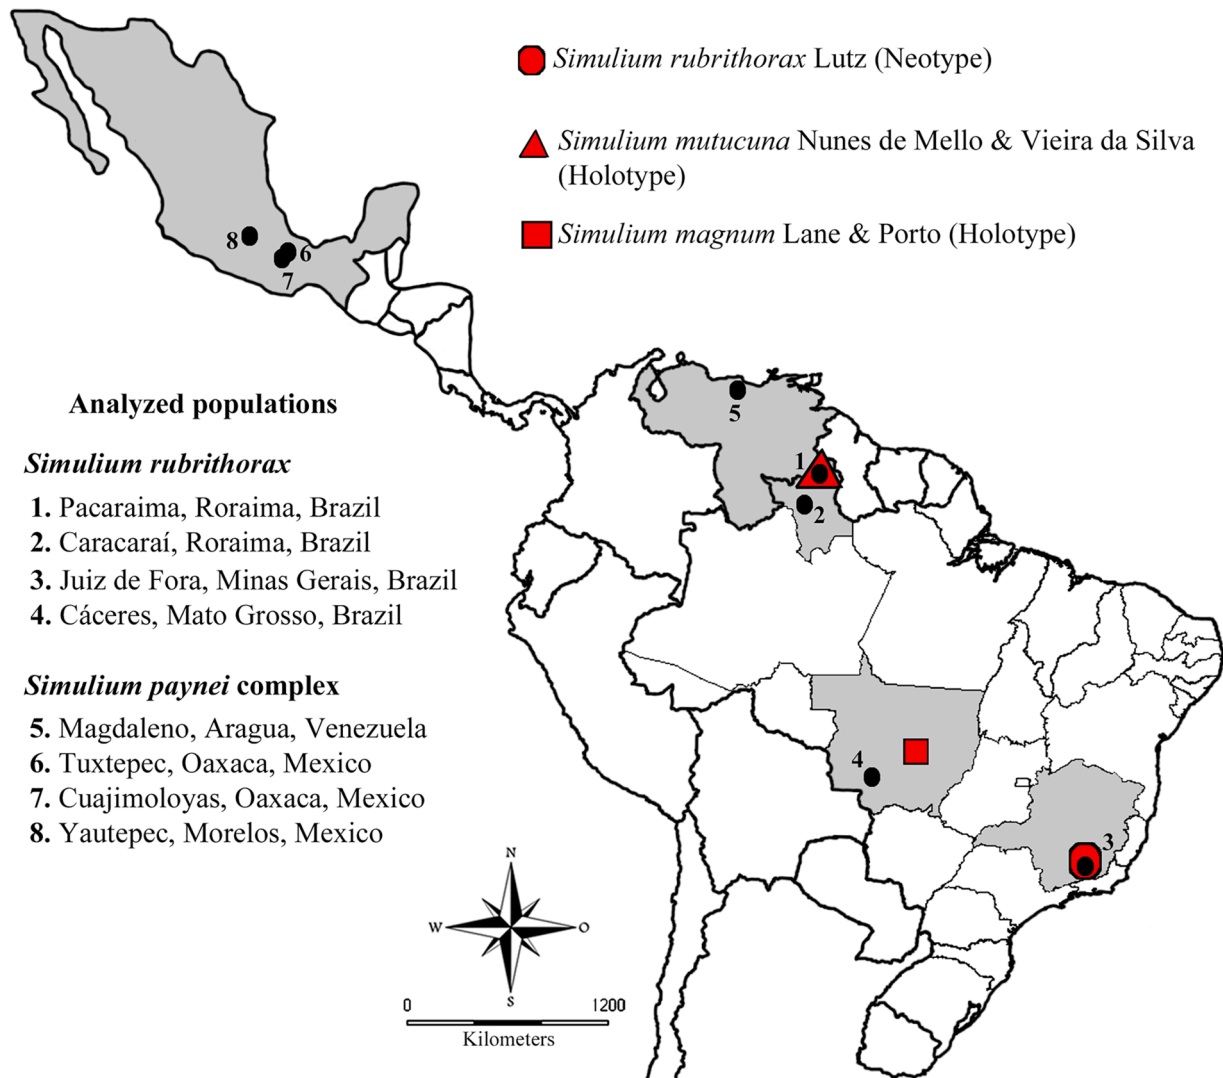 Simulium rubrithorax Lutz (Neotype)
Simulium mutucuna Nunes de Mello & Vieira da Silva
(Holotype)
Simulium magnum Lane & Porto (Holotype)
8
6
7
5
1
2
4
3
Analyzed populations
Simulium rubrithorax
1. Pacaraima, Roraima, Brazil
2. Caracaraí, Roraima, Brazil
3. Juiz de Fora, Minas Gerais, Brazil
4. Cáceres, Mato Grosso, Brazil
Simulium paynei complex
5. Magdaleno, Aragua, Venezuela
6. Tuxtepec, Oaxaca, Mexico
7. Cuajimoloyas, Oaxaca, Mexico
8. Yautepec, Morelos, Mexico
N
W
O
S
0 1200
Kilometers